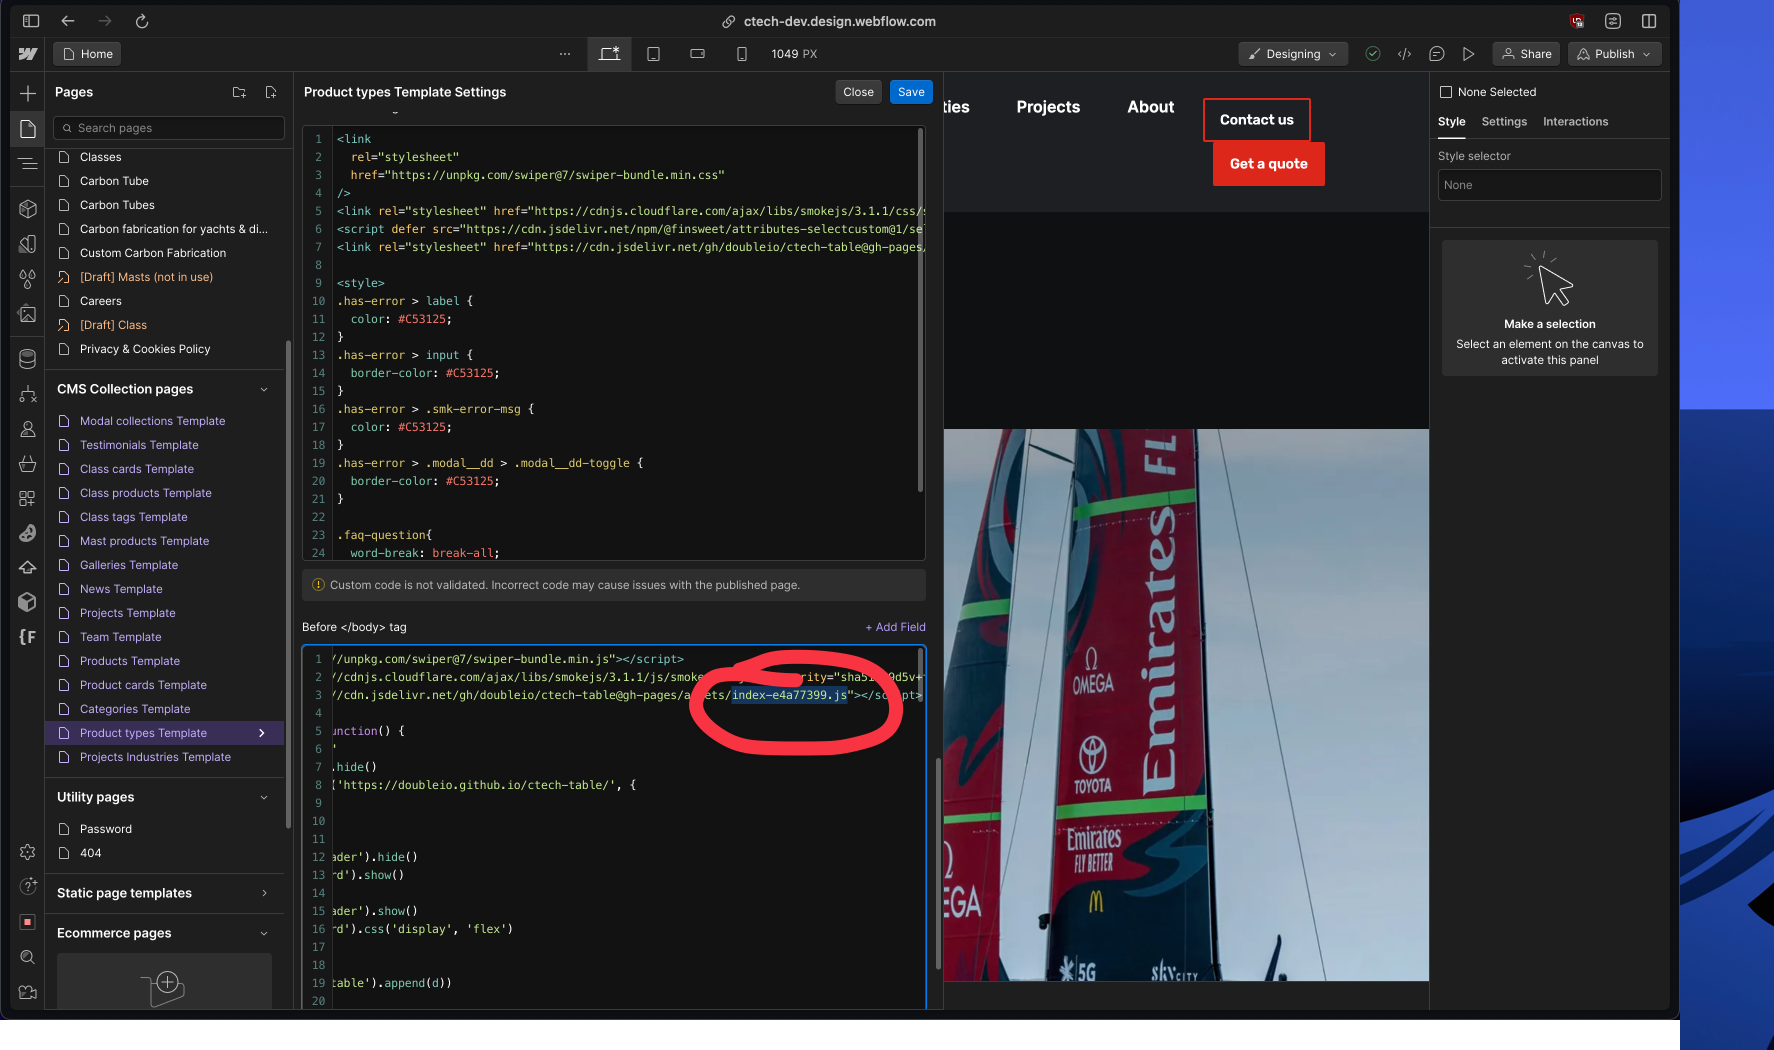 ctech-dev.design.webflow.com
Home
1049 PX
Designing
Share
Publish
Pages
Search pages
Classes
Carbon Tube
Carbon Tubes
Carbon fabrication for yachts & di...
Custom Carbon Fabrication
[Draft] Masts (not in use)
Careers
[Draft] Class
Privacy & Cookies Policy
CMS Collection pages
Modal collections Template
Testimonials Template
Class cards Template
Class products Template
Class tags Template
Mast products Template
Galleries Template
News Template
Projects Template
Team Template
Products Template
Product cards Template
Categories Template
Product types Template
Projects Industries Template
Utility pages
Password
404
Static page templates
Ecommerce pages
Product types Template Settings
Close
Save
1 <link
2 rel="stylesheet"
3 href="https://unpkg.com/swiper@7/swiper-bundle.min.css"
4 />
5 <link rel="stylesheet" href="https://cdnjs.cloudflare.com/ajax/libs/smokejs/3.1.1/css/s
6 <script defer src="https://cdn.jsdelivr.net/npm/@finsweet/attributes-selectcustom@1/se
7 <link rel="stylesheet" href="https://cdn.jsdelivr.net/gh/doubleio/ctech-table@gh-pages/
8
9 <style>
10 .has-error > label {
11 color: #C53125;
12 }
13 .has-error > input {
14 border-color: #C53125;
15 }
16 .has-error > .smk-error-msg {
17 color: #C53125;
18 }
19 .has-error > .modal__dd > .modal__dd-toggle {
20 border-color: #C53125;
21 }
22
23 .faq-question{
24 word-break: break-all;
Custom code is not validated. Incorrect code may cause issues with the published page.
Before </body> tag
+ Add Field
1 //unpkg.com/swiper@7/swiper-bundle.min.js"></script>
2 //cdnjs.cloudflare.com/ajax/libs/smokejs/3.1.1/js/smoke
3 //cdn.jsdelivr.net/gh/doubleio/ctech-table@gh-pages/assets/index-e4a77399.js"></script>
4
5 unction() {
6 '
7 .hide()
8 ('https://doubleio.github.io/ctech-table/', {
9
10
11
12 ader').hide()
13 rd').show()
14
15 ader').show()
16 rd').css('display', 'flex')
17
18
19 table').append(d))
20
ties
Projects
About
Contact us
Get a quote
FL
Emirates
OMEGA
TOYOTA
Emirates
FLY BETTER
EGA
5G
SKYCITY
None Selected
Style
Settings
Interactions
Style selector
None
Make a selection
Select an element on the canvas to
activate this panel